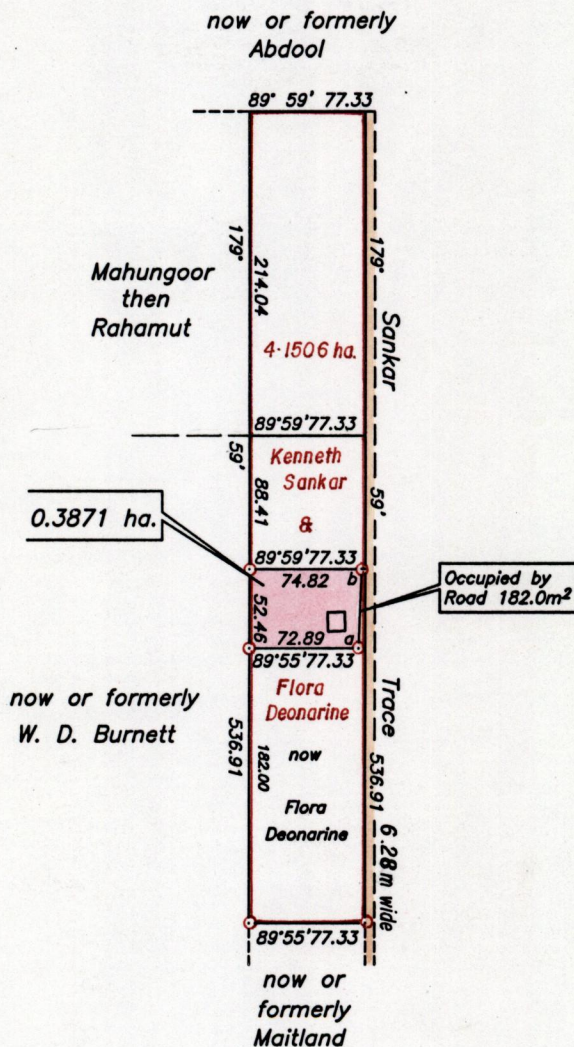 now or formerly
Abdool
89° 59' 77.33
179°
214.04
179°
Sankar
Mahungoor
then
Rahamut
4·1506 ha.
89°59'77.33
59'
88.41
Kenneth
Sankar
&
59'
0.3871 ha.
89°59'77.33
74.82
b
52.46
72.89
a
Occupied by
Road 182.0m²
89°55'77.33
now or formerly
W. D. Burnett
Flora
Deonarine
now
Flora
Deonarine
536.91
182.00
Trace
536.91
6.28m wide
89°55'77.33
now or
formerly
Maitland